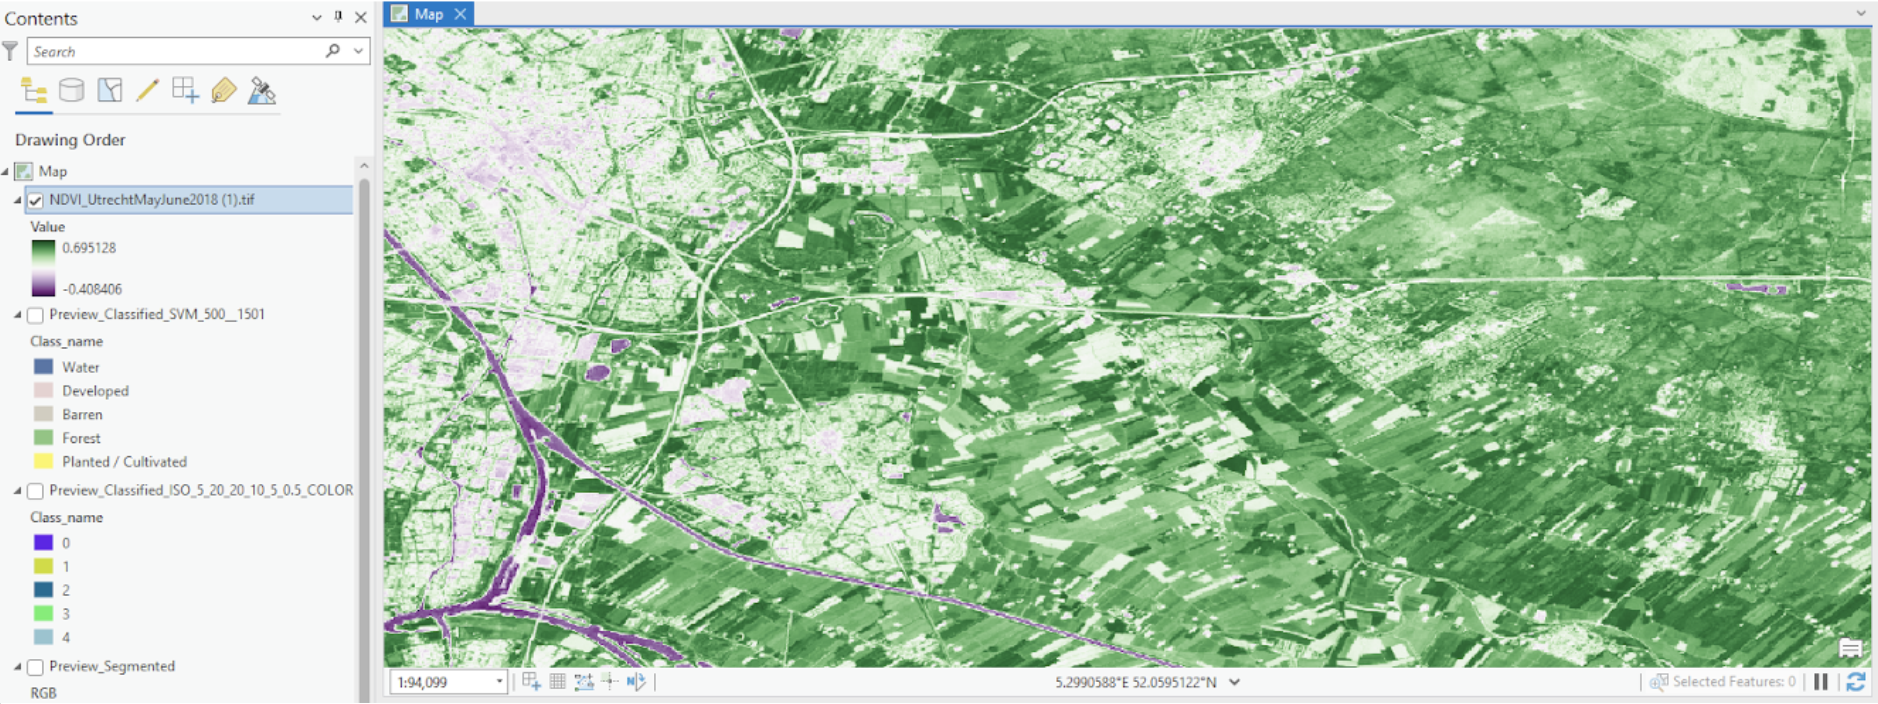 Contents
Search
Drawing Order
Map
NDVI_UtrechtMayJune2018 (1).tif
Value
0.695128
-0.408406
Preview_Classified_SVM_500__1501
Class_name
Water
Developed
Barren
Forest
Planted / Cultivated
Preview_Classified_ISO_5_20_20_10_5_0.5_COLOR
Class_name
0
1
2
3
4
Preview_Segmented
RGB
Map
1:94,099
5.2990588°E 52.0595122°N
Selected Features: 0